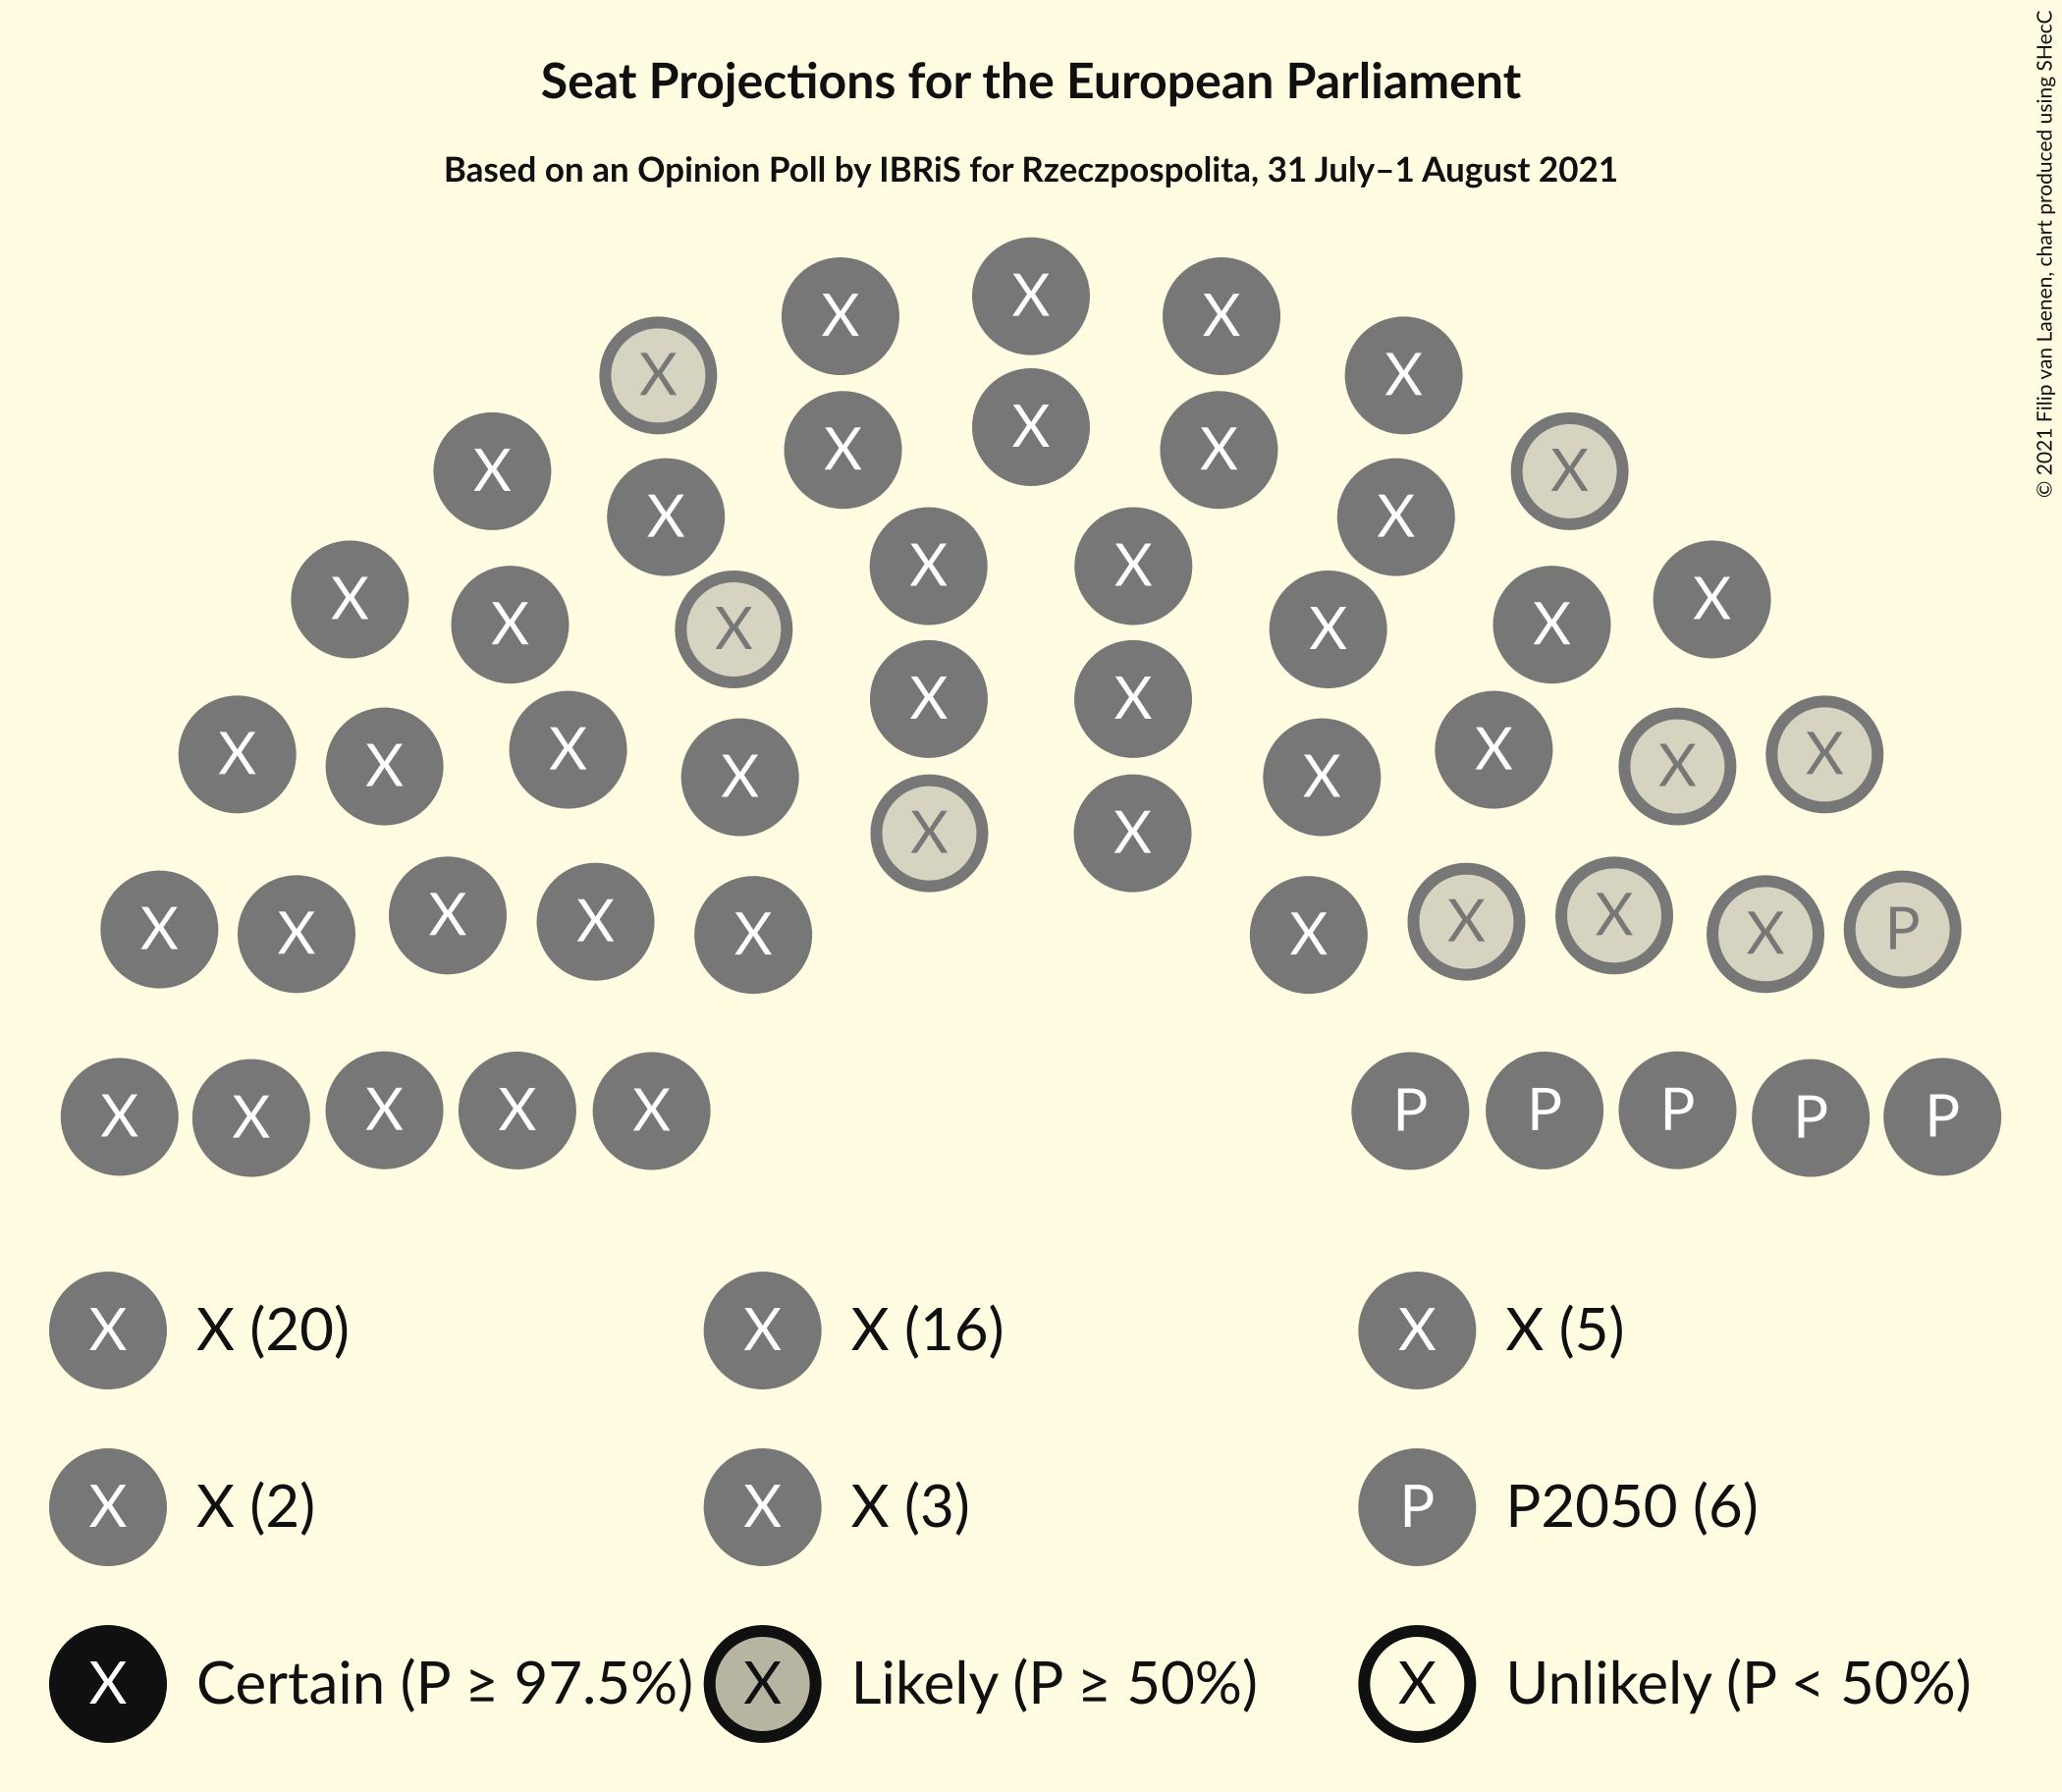 Seat Projections for the European Parliament
Based on an Opinion Poll by IBRiS for Rzeczpospolita, 31 July–1 August 2021
© 2021 Filip van Laenen, chart produced using SHecC
X X X
X X
X X X X
X X
X X
X X X
X X X X
X X X X
X X
X X X X
X X X X
X X
X X X P
X X X X
X X
X X X X X P P P P P
X X (20) X X (16) X X (5)
X X (2) X X (3) P P2050 (6)
X Certain (P ≥ 97.5%) X Likely (P ≥ 50%) X Unlikely (P < 50%)